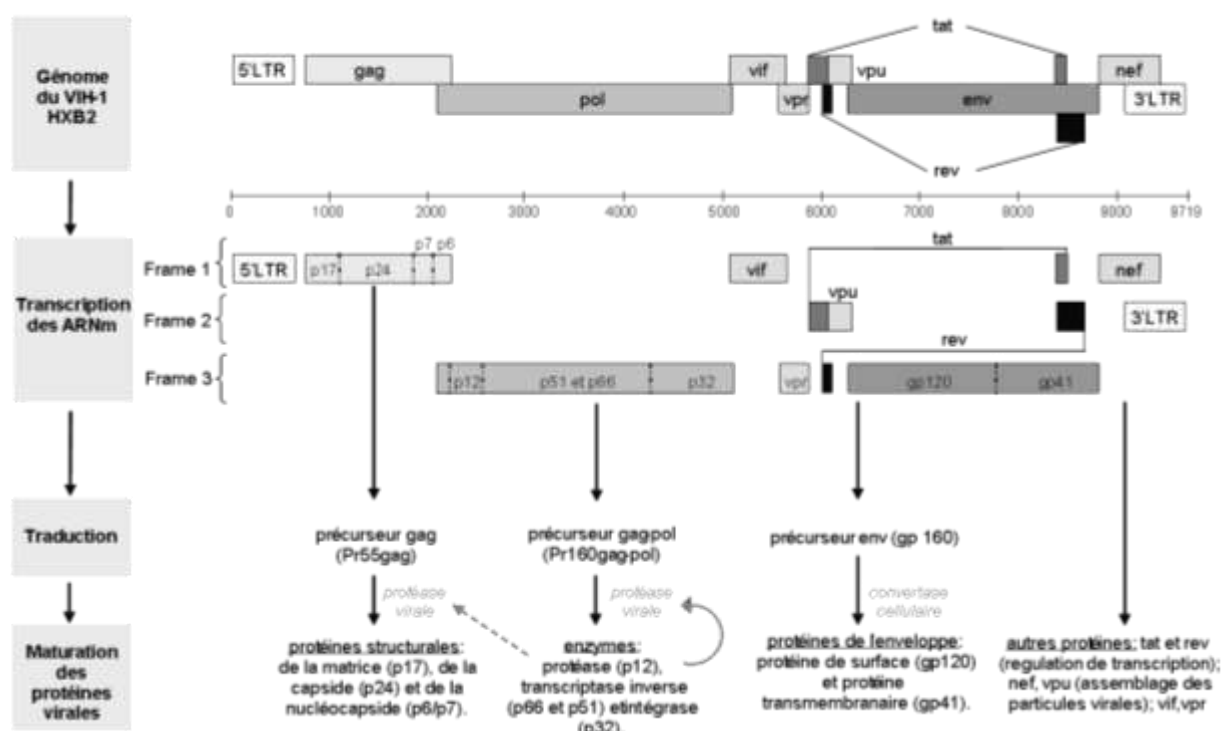 Génome
du VIH-1
HXB2
5'LTR
gag
pol
vif
vpr
tat
vpu
env
rev
nef
3'LTR
0
1000
2000
3000
4000
5000
6000
7000
8000
9000
9719
Transcription
des ARNm
Frame 1
5'LTR
p17
p24
p7 p6
vif
tat
nef
Frame 2
vpu
3'LTR
rev
Frame 3
p12
p51 et p66
p32
vpr
gp120
gp41
Traduction
précurseur gag
(Pr55gag)
précurseur gag-pol
(Pr160gag-pol)
précurseur env (gp 160)
protéase
virale
protéase
virale
convertase
cellulaire
Maturation
des
protéines
virales
protéines structurales:
de la matrice (p17), de la
capside (p24) et de la
nucléocapside (p6/p7).
enzymes:
protéase (p12),
transcriptase inverse
(p66 et p51) etintégrase
(p32).
protéines de lenveloppe:
protéine de surface (gp120)
et protéine
transmembranaire (gp41).
autres protéines: tat et rev
(regulation de transcription);
nef, vpu (assemblage des
particules virales); vif,vpr